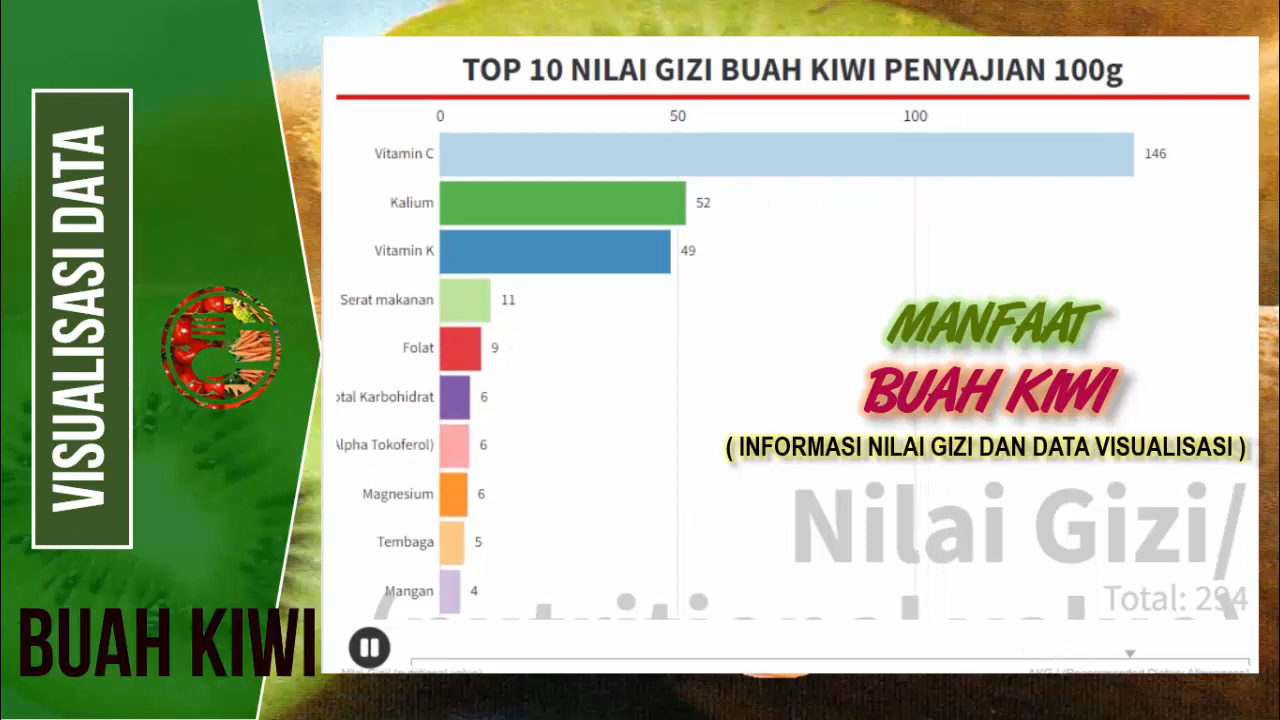 VISUALISASI DATA
BUAH KIWI
TOP 10 NILAI GIZI BUAH KIWI PENYAJIAN 100g
0 50 100
Vitamin C 146
Kalium 52
Vitamin K 49
Serat makanan 11
Folat 9
otal Karbohidrat 6
Alpha Tokoferol) 6
Magnesium 6
Tembaga 5
Mangan 4
MANFAAT
BUAH KIWI
( INFORMASI NILAI GIZI DAN DATA VISUALISASI )
Nilai Gizi/
Total: 294